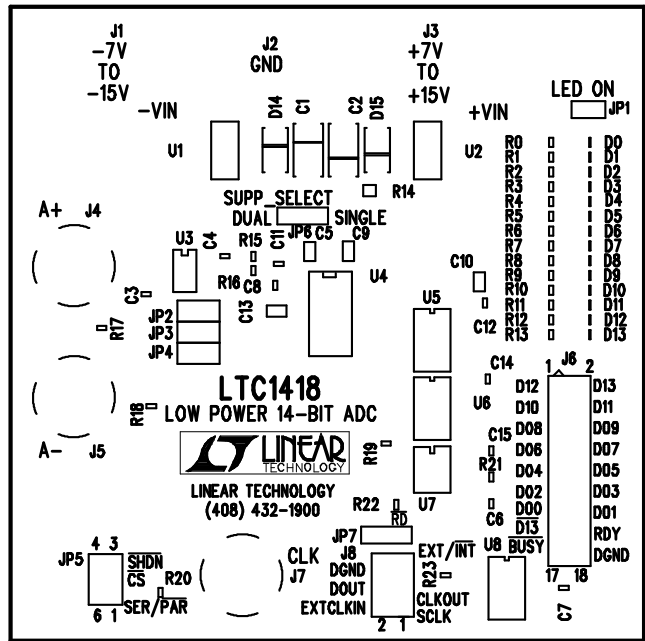 J1
-7V
TO
-15V
J2
GND
J3
+7V
TO
+15V
LED ON
JP1
-VIN
D14
C1
C2
D15
+VIN
U1
U2
R14
R0 D0
R1 D1
R2 D2
R3 D3
R4 D4
R5 D5
R6 D6
R7 D7
R8 D8
R9 D9
R10 D10
R11 D11
R12 D12
R13 D13
SUPP_SELECT
DUAL SINGLE
JP6
A+
J4
U3
C4
R15
C11
C5
C9
R16
C8
U4
C10
C3
C13
U5
C12
R17
JP2
JP3
JP4
LTC1418
LOW POWER 14-BIT ADC
C14
U6
J6
1 2
D12 D13
D10 D11
D08 D09
D06 D07
D04 D05
D02 D03
D00 D01
D13 RDY
BUSY DGND
17 18
R18
A-
J5
LINEAR
TECHNOLOGY
LINEAR TECHNOLOGY
(408) 432-1900
R19
C15
R21
U7
C6
R22
RD
JP7
U8
4 3
JP5
SHDN
CS
6 1
SER/PAR
R20
CLK
J7
J8
EXT/INT
DGND
DOUT
EXTCLKIN
R23
CLKOUT
SCLK
2 1
C7